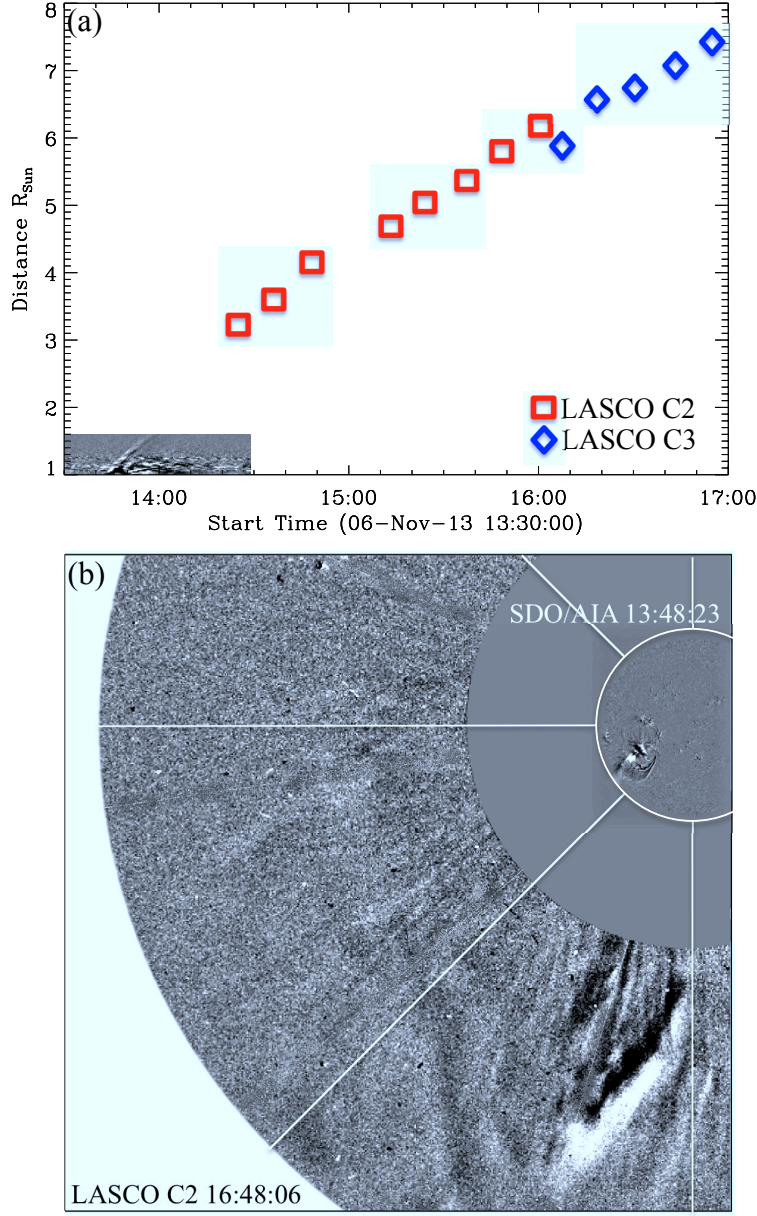 (a)
8
7
6
5
4
3
2
1
Distance R_Sun
LASCO C2
LASCO C3
14:00 15:00 16:00 17:00
Start Time (06-Nov-13 13:30:00)
(b)
SDO/AIA 13:48:23
LASCO C2 16:48:06